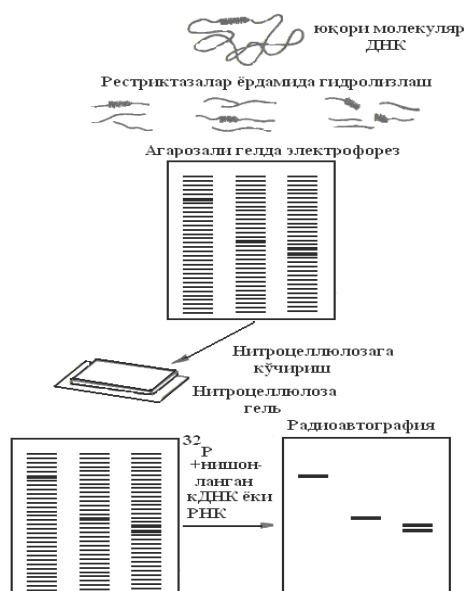 юқори молекуляр
ДНК
Рестриктазалар ёрдамида гидролизлаш
Агарозали гелда электрофорез
Нитроцеллюлозага
кўчириш
Нитроцеллюлоза
гель
Радиоавтография
32
Р
+нишон-
ланган
кДНК ёки
РНК